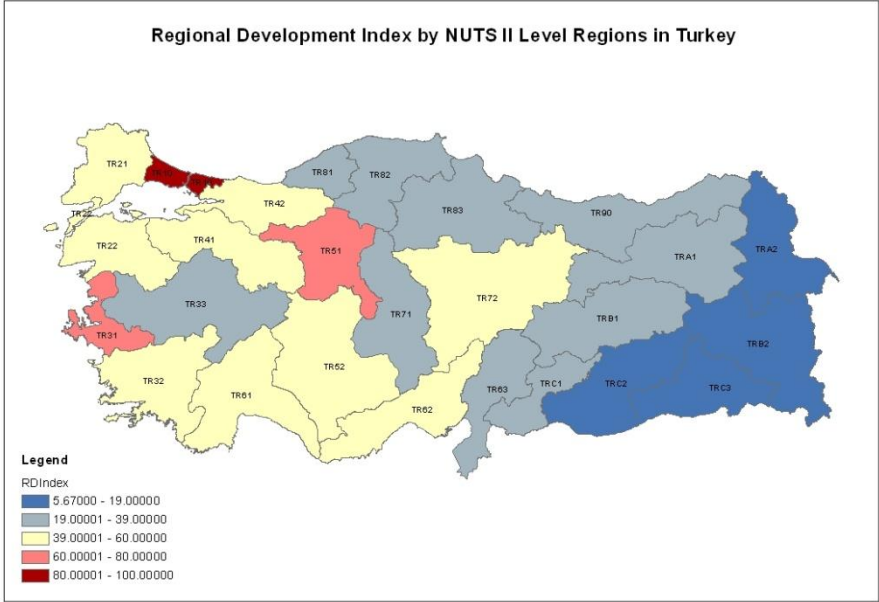 Regional Development Index by NUTS II Level Regions in Turkey
TR21
TR81
TR82
TR42
TR83
TR22
TR90
TR22
TR41
TR51
TRA2
TRA1
TR33
TR72
TR71
TRB1
TR31
TRB2
TR52
TR32
TR61
TR63
TRC1
TRC2
TRC3
TR62
Legend
RDIndex
5.67000 - 19.00000
19.00001 - 39.00000
39.00001 - 60.00000
60.00001 - 80.00000
80.00001 - 100.00000